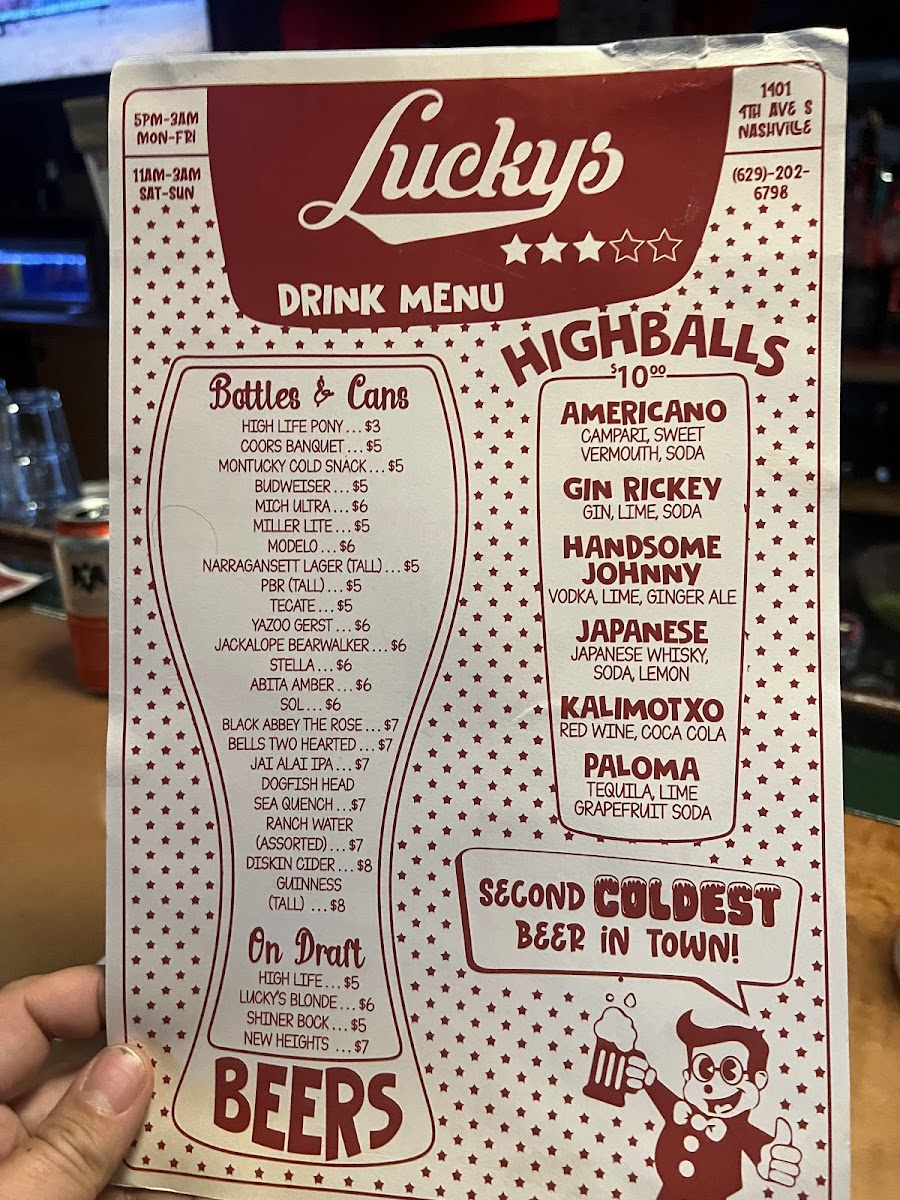 5PM-3AM
MON-FRI
11AM-3AM
SAT-SUN
Luckys
DRINK MENU
1401
4TH AVE S
NASHVILLE
(629)-202-
6798
Bottles & Cans
HIGH LIFE PONY...$3
COORS BANQUET...$5
MONTUCKY COLD SNACK...$5
BUDWEISER...$5
MICH ULTRA...$6
MILLER LITE...$5
MODELO...$6
NARRAGANSETT LAGER (TALL)...$5
PBR (TALL)...$5
TECATE...$5
YAZOO GERST...$6
JACKALOPE BEARWALKER...$6
STELLA...$6
ABITA AMBER...$6
SOL...$6
BLACK ABBEY THE ROSE...$7
BELLS TWO HEARTED...$7
JAI ALAI IPA...$7
DOGFISH HEAD
SEA QUENCH...$7
RANCH WATER
(ASSORTED)...$7
DISKIN CIDER...$8
GUINNESS
(TALL) ...$8
On Draft
HIGH LIFE...$5
LUCKY'S BLONDE...$6
SHINER BOCK...$5
NEW HEIGHTS ...$7
BEERS
HIGHBALLS
$10.00
AMERICANO
CAMPARI, SWEET
VERMOUTH, SODA
GIN RICKEY
GIN, LIME, SODA
HANDSOME
JOHNNY
VODKA, LIME, GINGER ALE
JAPANESE
JAPANESE WHISKY,
SODA, LEMON
KALIMOTXO
RED WINE, COCA COLA
PALOMA
TEQUILA, LIME
GRAPEFRUIT SODA
SECOND COLDEST
BEER IN TOWN!